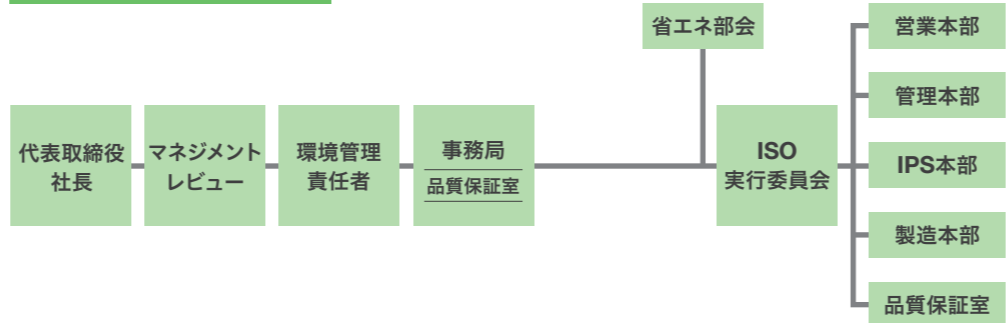 代表取締役
社長
マネジメント
レビュー
環境管理
責任者
事務局
品質保証室
省エネ部会
ISO
実行委員会
営業本部
管理本部
IPS本部
製造本部
品質保証室